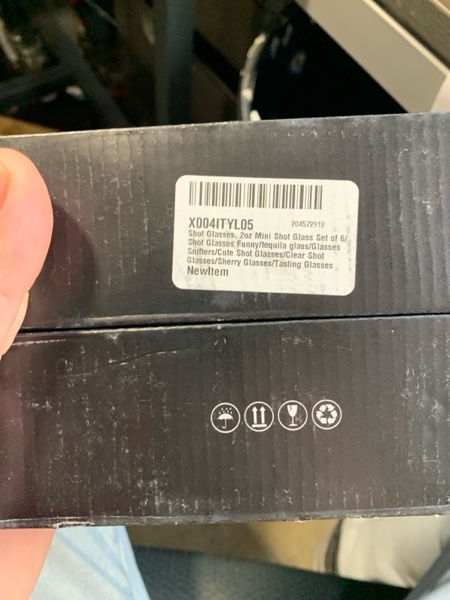 X004ITYL05 204572912
Shot Glasses, 2oz Mini Shot Glass Set of 6/
Shot Glasses Funny/tequila glass/Glasses
Snifters/Cute Shot Glasses/Clear Shot
Glasses/Sherry Glasses/Tasting Glasses
NewItem